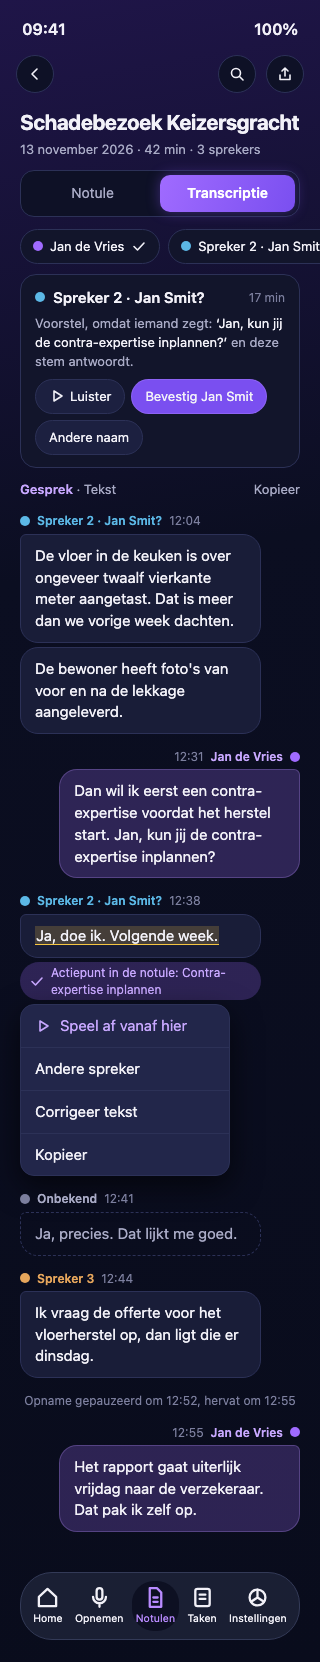 09:41 100%
Schadebezoek Keizersgracht
13 november 2026 · 42 min · 3 sprekers
Notule Transcriptie
Jan de Vries Spreker 2 · Jan Smit
Spreker 2 · Jan Smit? 17 min
Voorstel, omdat iemand zegt: ‘Jan, kun jij
de contra-expertise inplannen?’ en deze
stem antwoordt.
Luister Bevestig Jan Smit
Andere naam
Gesprek · Tekst Kopieer
Spreker 2 · Jan Smit? 12:04
De vloer in de keuken is over
ongeveer twaalf vierkante
meter aangetast. Dat is meer
dan we vorige week dachten.
De bewoner heeft foto's van
voor en na de lekkage
aangeleverd.
12:31 Jan de Vries
Dan wil ik eerst een contra-
expertise voordat het herstel
start. Jan, kun jij de contra-
expertise inplannen?
Spreker 2 · Jan Smit? 12:38
Ja, doe ik. Volgende week.
Actiepunt in de notule: Contra-
expertise inplannen
Speel af vanaf hier
Andere spreker
Corrigeer tekst
Kopieer
Onbekend 12:41
Ja, precies. Dat lijkt me goed.
Spreker 3 12:44
Ik vraag de offerte voor het
vloerherstel op, dan ligt die er
dinsdag.
Opname gepauzeerd om 12:52, hervat om 12:55
12:55 Jan de Vries
Het rapport gaat uiterlijk
vrijdag naar de verzekeraar.
Dat pak ik zelf op.
Home Opnemen Notulen Taken Instellingen